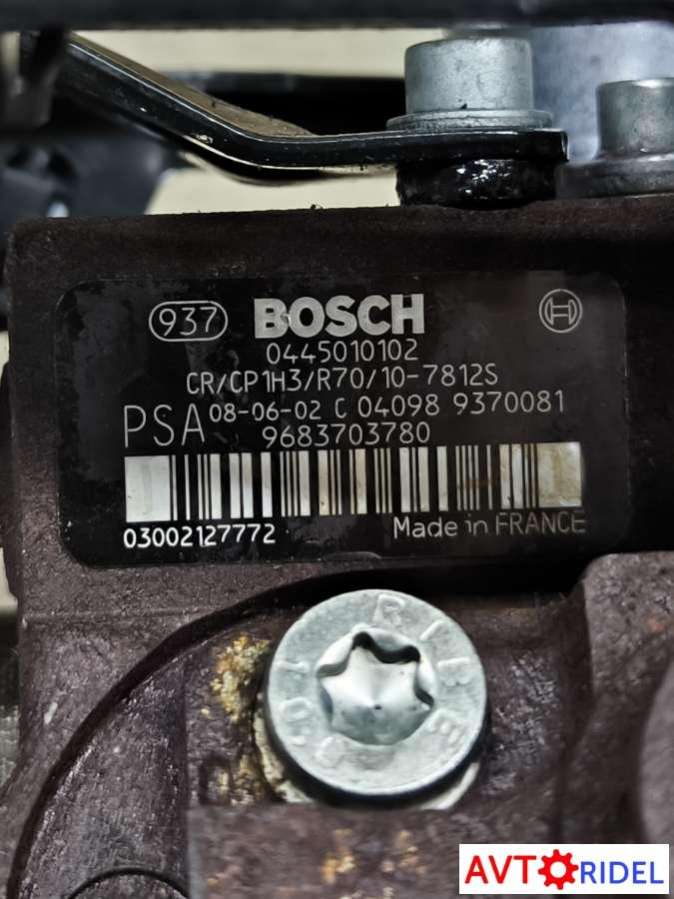 937 BOSCH
0445010102
CR/CP1H3/R70/10-7812S
PSA 08-06-02 C 04098 9370081
9683703780
03002127772 Made in FRANCE
AVTORIDEL